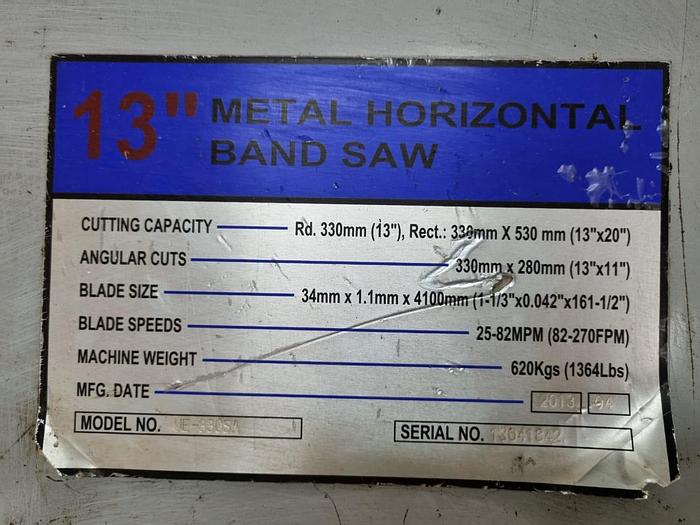 13" METAL HORIZONTAL
BAND SAW
CUTTING CAPACITY Rd. 330mm (13"), Rect.: 330mm X 530 mm (13"x20")
ANGULAR CUTS 330mm x 280mm (13"x11")
BLADE SIZE 34mm x 1.1mm x 4100mm (1-1/3"x0.042"x161-1/2")
BLADE SPEEDS 25-82MPM (82-270FPM)
MACHINE WEIGHT 620Kgs (1364Lbs)
MFG. DATE 2013 04
MODEL NO. UE-330SA SERIAL NO.